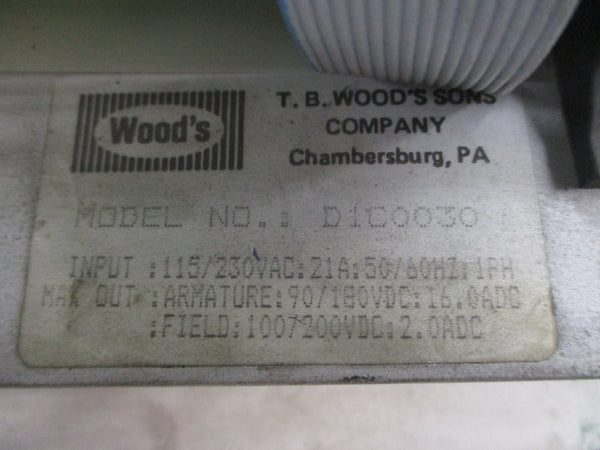 Wood's
T. B. WOOD'S SONS
COMPANY
Chambersburg, PA
MODEL NO.: D1C0030
INPUT :115/230VAC:21A:50/60HZ:1PH
MAX OUT :ARMATURE:90/180VDC:16.0ADC
:FIELD:100/200VDC:2.0ADC